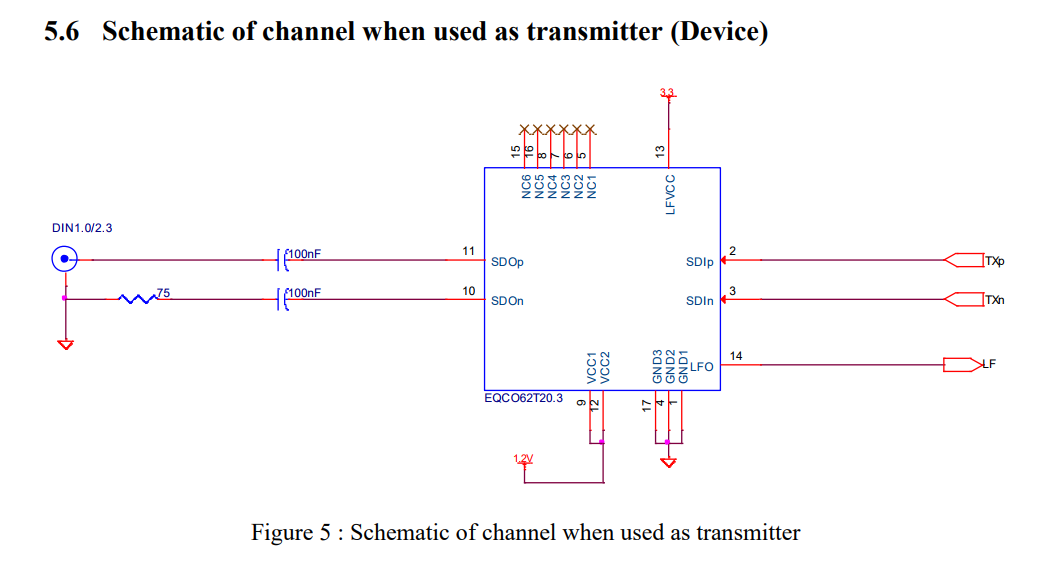 5.6 Schematic of channel when used as transmitter (Device)
3.3
15 16 8 7 6 5 13
NC6 NC5 NC4 NC3 NC2 NC1 LFVCC
DIN1.0/2.3
100nF 11 SDOp SDIp 2 TXp
75 100nF 10 SDOn SDIn 3 TXn
VCC1 VCC2 GND3 GND2 GND1 LFO 14 LF
EQCO62T20.3 9 12 17 4 1
1.2V
Figure 5 : Schematic of channel when used as transmitter